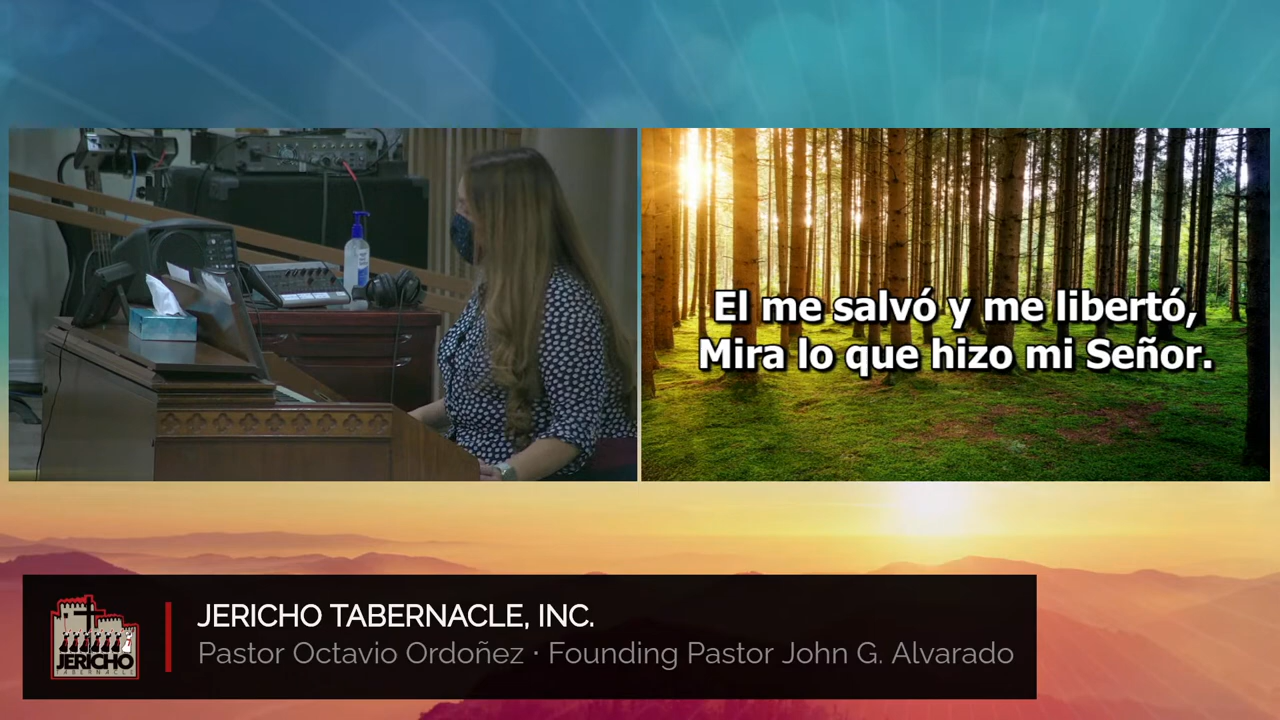 El me salvó y me libertó,
Mira lo que hizo mi Señor.
JERICHO TABERNACLE, INC.
Pastor Octavio Ordoñez · Founding Pastor John G. Alvarado
JERICHO
TABERNACLE